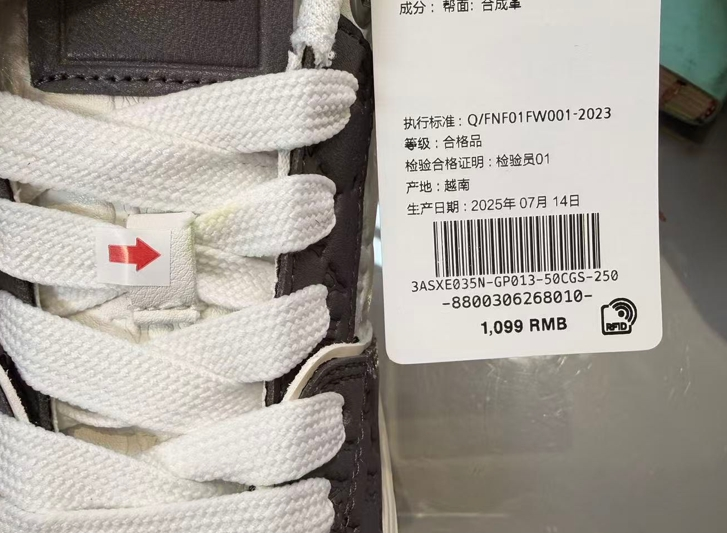 成分：帮面：合成革
执行标准：Q/FNF01FW001-2023
等级：合格品
检验合格证明：检验员01
产地：越南
生产日期：2025年 07月 14日
3ASXE035N-GP013-50CGS-250
-8800306268010-
1,099 RMB
RFID